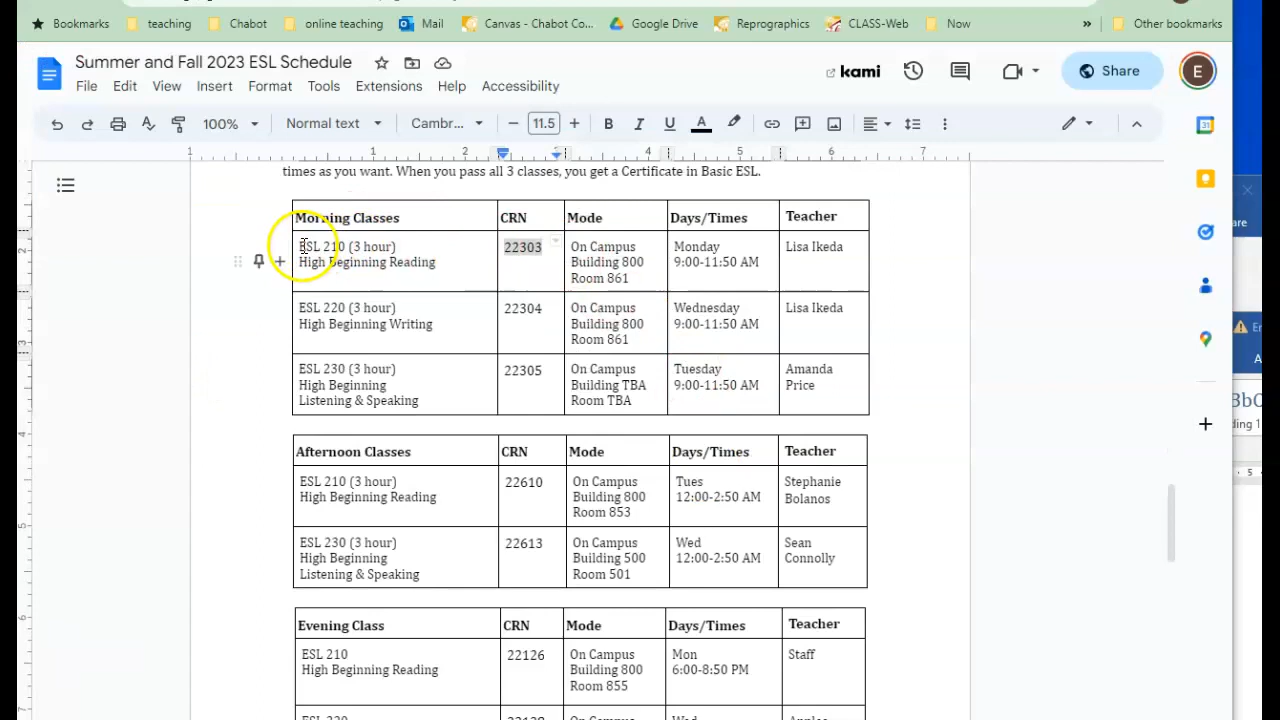 Bookmarks teaching Chabot online teaching Mail Canvas - Chabot Co... Google Drive Reprographics CLASS-Web Now » Other bookmarks
Summer and Fall 2023 ESL Schedule
kami Share E
File Edit View Insert Format Tools Extensions Help Accessibility
100% Normal text Cambr... 11.5
1 1 2 3 4 5 6 7
times as you want. When you pass all 3 classes, you get a Certificate in Basic ESL.
Morning Classes CRN Mode Days/Times Teacher
ESL 210 (3 hour) 22303 On Campus Monday Lisa Ikeda
High Beginning Reading Building 800 9:00-11:50 AM
Room 861
ESL 220 (3 hour) 22304 On Campus Wednesday Lisa Ikeda
High Beginning Writing Building 800 9:00-11:50 AM
Room 861
ESL 230 (3 hour) 22305 On Campus Tuesday Amanda
High Beginning Building TBA 9:00-11:50 AM Price
Listening & Speaking Room TBA
Afternoon Classes CRN Mode Days/Times Teacher
ESL 210 (3 hour) 22610 On Campus Tues Stephanie
High Beginning Reading Building 800 12:00-2:50 AM Bolanos
Room 853
ESL 230 (3 hour) 22613 On Campus Wed Sean
High Beginning Building 500 12:00-2:50 AM Connolly
Listening & Speaking Room 501
Evening Class CRN Mode Days/Times Teacher
ESL 210 22126 On Campus Mon Staff
High Beginning Reading Building 800 6:00-8:50 PM
Room 855